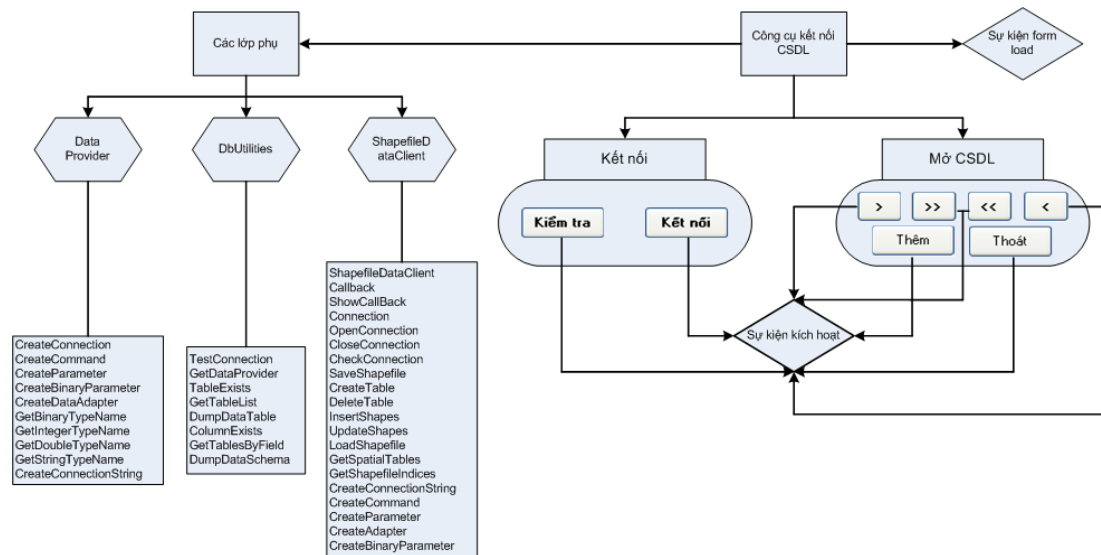 Các lớp phụ
Công cụ kết nối
CSDL
Sự kiện form
load
Data
Provider
DbUtilities
ShapefileD
ataClient
Kết nối
Mở CSDL
Kiểm tra
Kết nối
>
>>
<<
<
Thêm
Thoát
Sự kiện kích hoạt
CreateConnection
CreateCommand
CreateParameter
CreateBinaryParameter
CreateDataAdapter
GetBinaryTypeName
GetIntegerTypeName
GetDoubleTypeName
GetStringTypeName
CreateConnectionString
TestConnection
GetDataProvider
TableExists
GetTableList
DumpDataTable
ColumnExists
GetTablesByField
DumpDataSchema
ShapefileDataClient
Callback
ShowCallBack
Connection
OpenConnection
CloseConnection
CheckConnection
SaveShapefile
CreateTable
DeleteTable
InsertShapes
UpdateShapes
LoadShapefile
GetSpatialTables
GetShapefileIndices
CreateConnectionString
CreateCommand
CreateParameter
CreateAdapter
CreateBinaryParameter